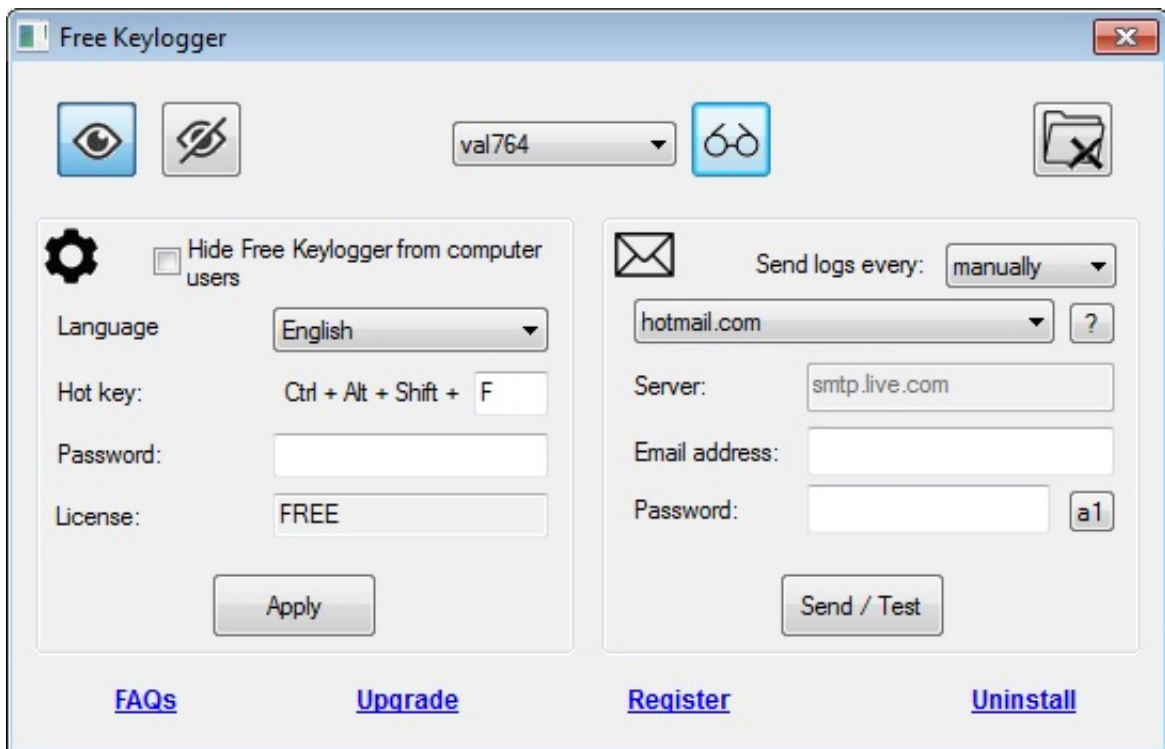 Free Keylogger
val764
Hide Free Keylogger from computer
users
Language
English
Hot key:
Ctrl + Alt + Shift +
F
Password:
License:
FREE
Apply
Send logs every:
manually
hotmail.com
?
Server:
smtp.live.com
Email address:
Password:
a1
Send / Test
FAQs
Upgrade
Register
Uninstall